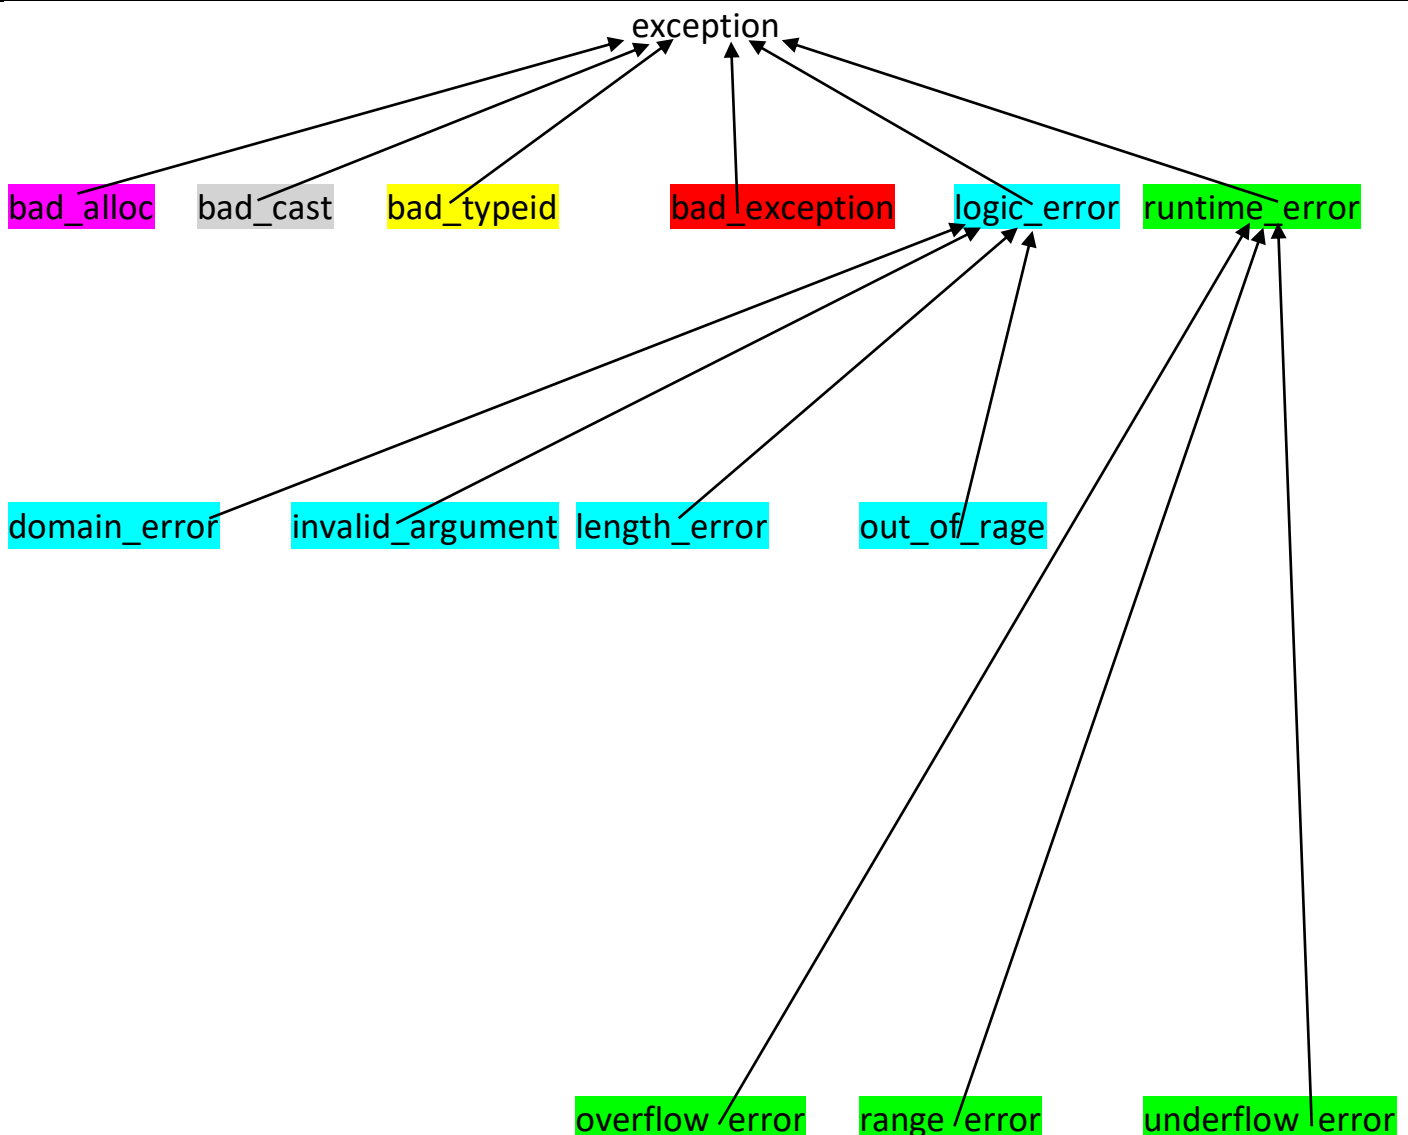 exception
bad_alloc bad_cast bad_typeid bad_exception logic_error runtime_error
domain_error invalid_argument length_error out_of_rage
overflow_error range_error underflow_error